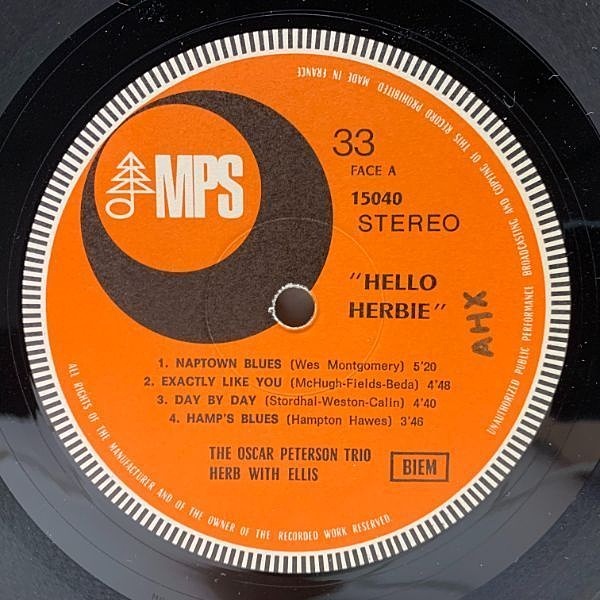 MPS
33
FACE A
15040
STEREO
"HELLO
HERBIE"
AHX
1. NAPTOWN BLUES (Wes Montgomery) 5'20
2. EXACTLY LIKE YOU (McHugh-Fields-Beda) 4'48
3. DAY BY DAY (Stordhal-Weston-Calin) 4'40
4. HAMP'S BLUES (Hampton Hawes) 3'46
THE OSCAR PETERSON TRIO
HERB WITH ELLIS
BIEM
ALL RIGHTS OF THE MANUFACTURER AND OF THE OWNER OF THE RECORDED WORK RESERVED.
UNAUTHORIZED PUBLIC PERFORMANCE BROADCASTING AND COPYING OF THIS RECORD PROHIBITED MADE IN FRANCE